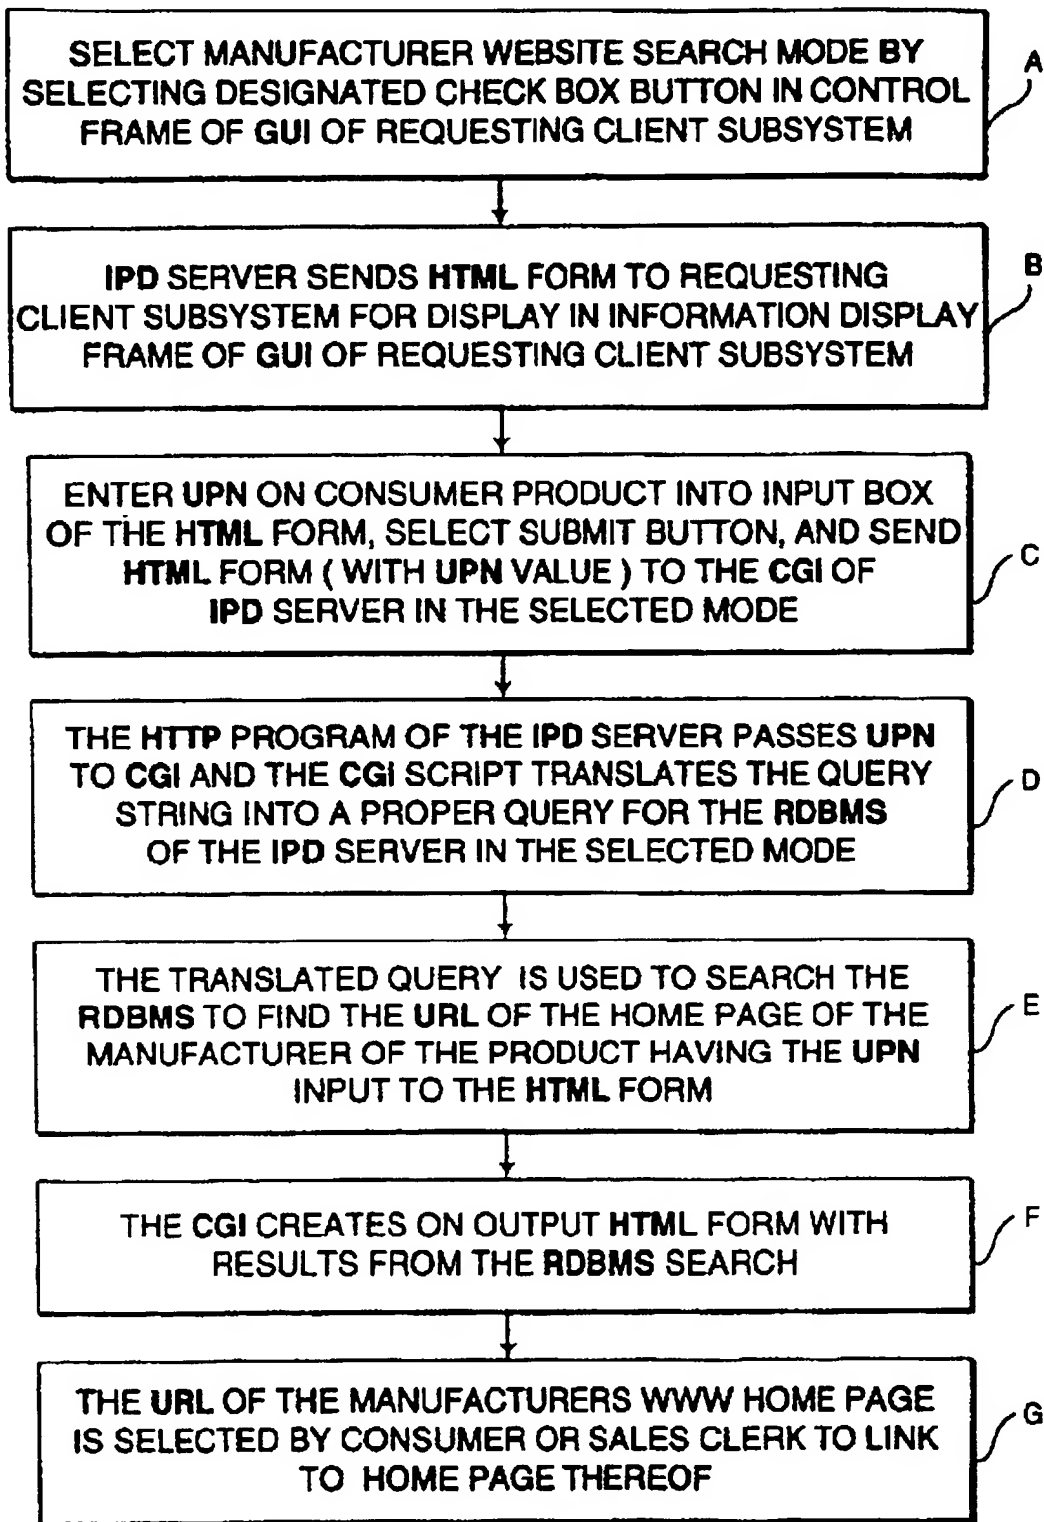 SELECT MANUFACTURER WEBSITE SEARCH MODE BY
SELECTING DESIGNATED CHECK BOX BUTTON IN CONTROL
FRAME OF GUI OF REQUESTING CLIENT SUBSYSTEM
A
IPD SERVER SENDS HTML FORM TO REQUESTING
CLIENT SUBSYSTEM FOR DISPLAY IN INFORMATION DISPLAY
FRAME OF GUI OF REQUESTING CLIENT SUBSYSTEM
B
ENTER UPN ON CONSUMER PRODUCT INTO INPUT BOX
OF THE HTML FORM, SELECT SUBMIT BUTTON, AND SEND
HTML FORM ( WITH UPN VALUE ) TO THE CGI OF
IPD SERVER IN THE SELECTED MODE
C
THE HTTP PROGRAM OF THE IPD SERVER PASSES UPN
TO CGI AND THE CGI SCRIPT TRANSLATES THE QUERY
STRING INTO A PROPER QUERY FOR THE RDBMS
OF THE IPD SERVER IN THE SELECTED MODE
D
THE TRANSLATED QUERY IS USED TO SEARCH THE
RDBMS TO FIND THE URL OF THE HOME PAGE OF THE
MANUFACTURER OF THE PRODUCT HAVING THE UPN
INPUT TO THE HTML FORM
E
THE CGI CREATES ON OUTPUT HTML FORM WITH
RESULTS FROM THE RDBMS SEARCH
F
THE URL OF THE MANUFACTURERS WWW HOME PAGE
IS SELECTED BY CONSUMER OR SALES CLERK TO LINK
TO HOME PAGE THEREOF
G